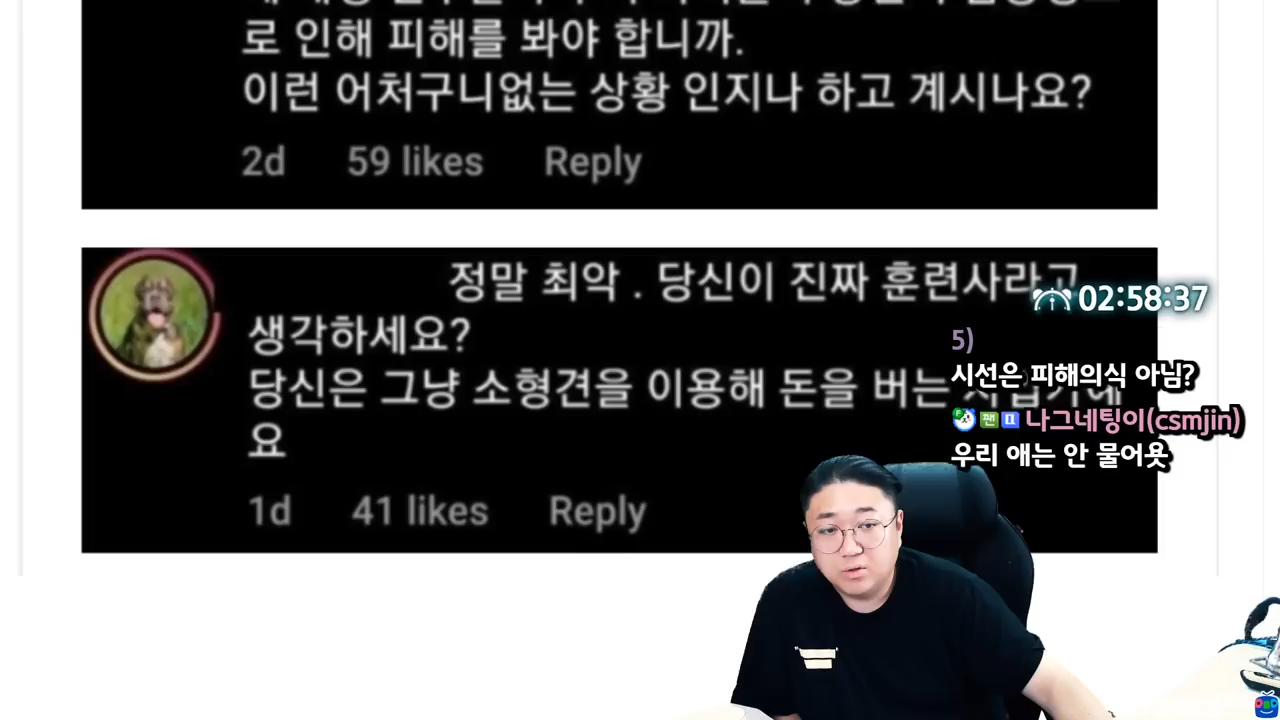 로 인해 피해를 봐야 합니까.
이런 어처구니없는 상황 인지나 하고 계시나요?
2d 59 likes Reply
정말 최악 . 당신이 진짜 훈련사라고
생각하세요?
당신은 그냥 소형견을 이용해 돈을 버는
요
1d 41 likes Reply
02:58:37
5)
시선은 피해의식 아님?
팬 나그네팅이(csmjin)
우리 애는 안 물어욧